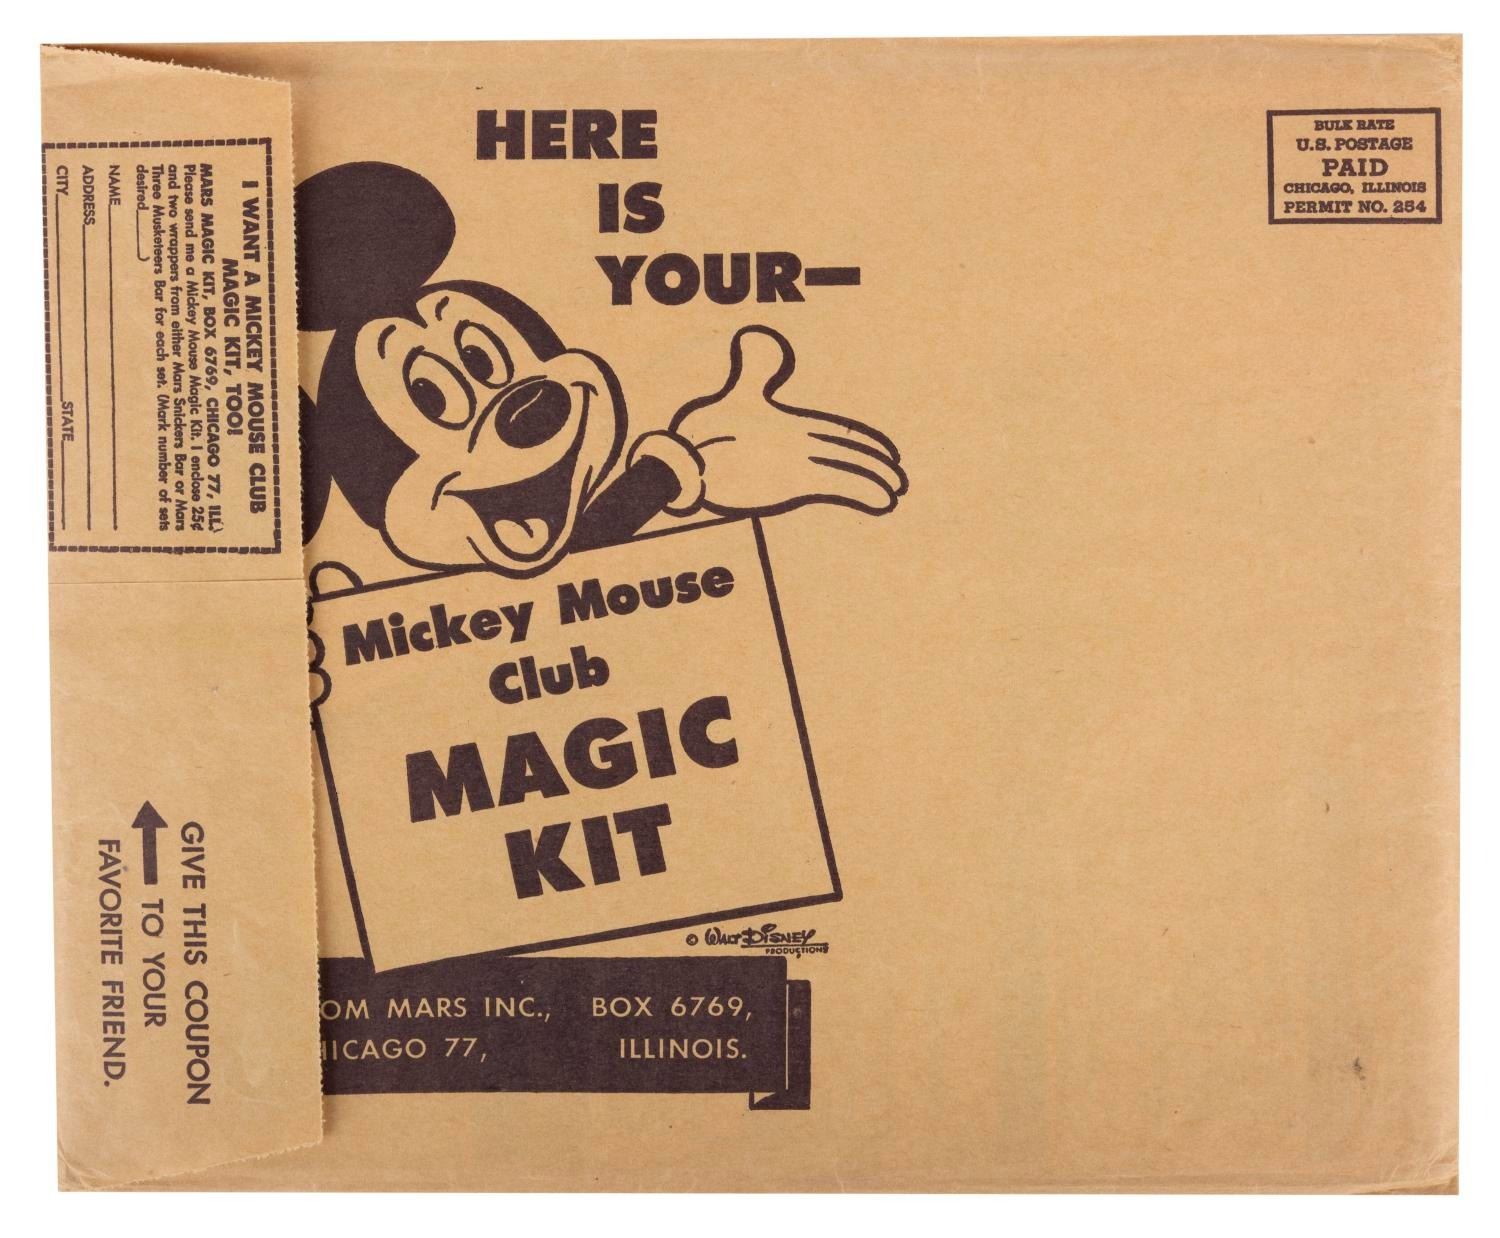 HERE
IS
YOUR—
BULK RATE
U.S. POSTAGE
PAID
CHICAGO, ILLINOIS
PERMIT NO. 254
I WANT A MICKEY MOUSE CLUB
MAGIC KIT, TOO!
MARS MAGIC KIT, BOX 6769, CHICAGO 77, ILL.
Please send me a Mickey Mouse Magic Kit. I enclose 25¢
and two wrappers from either Mars Snickers Bar or Mars
Three Musketeers Bar for each set. (Mark number of sets
desired____)
NAME
ADDRESS
CITY STATE
Mickey Mouse
Club
MAGIC
KIT
© WALT DISNEY
PRODUCTIONS
OM MARS INC., BOX 6769,
HICAGO 77, ILLINOIS.
GIVE THIS COUPON
TO YOUR
FAVORITE FRIEND.